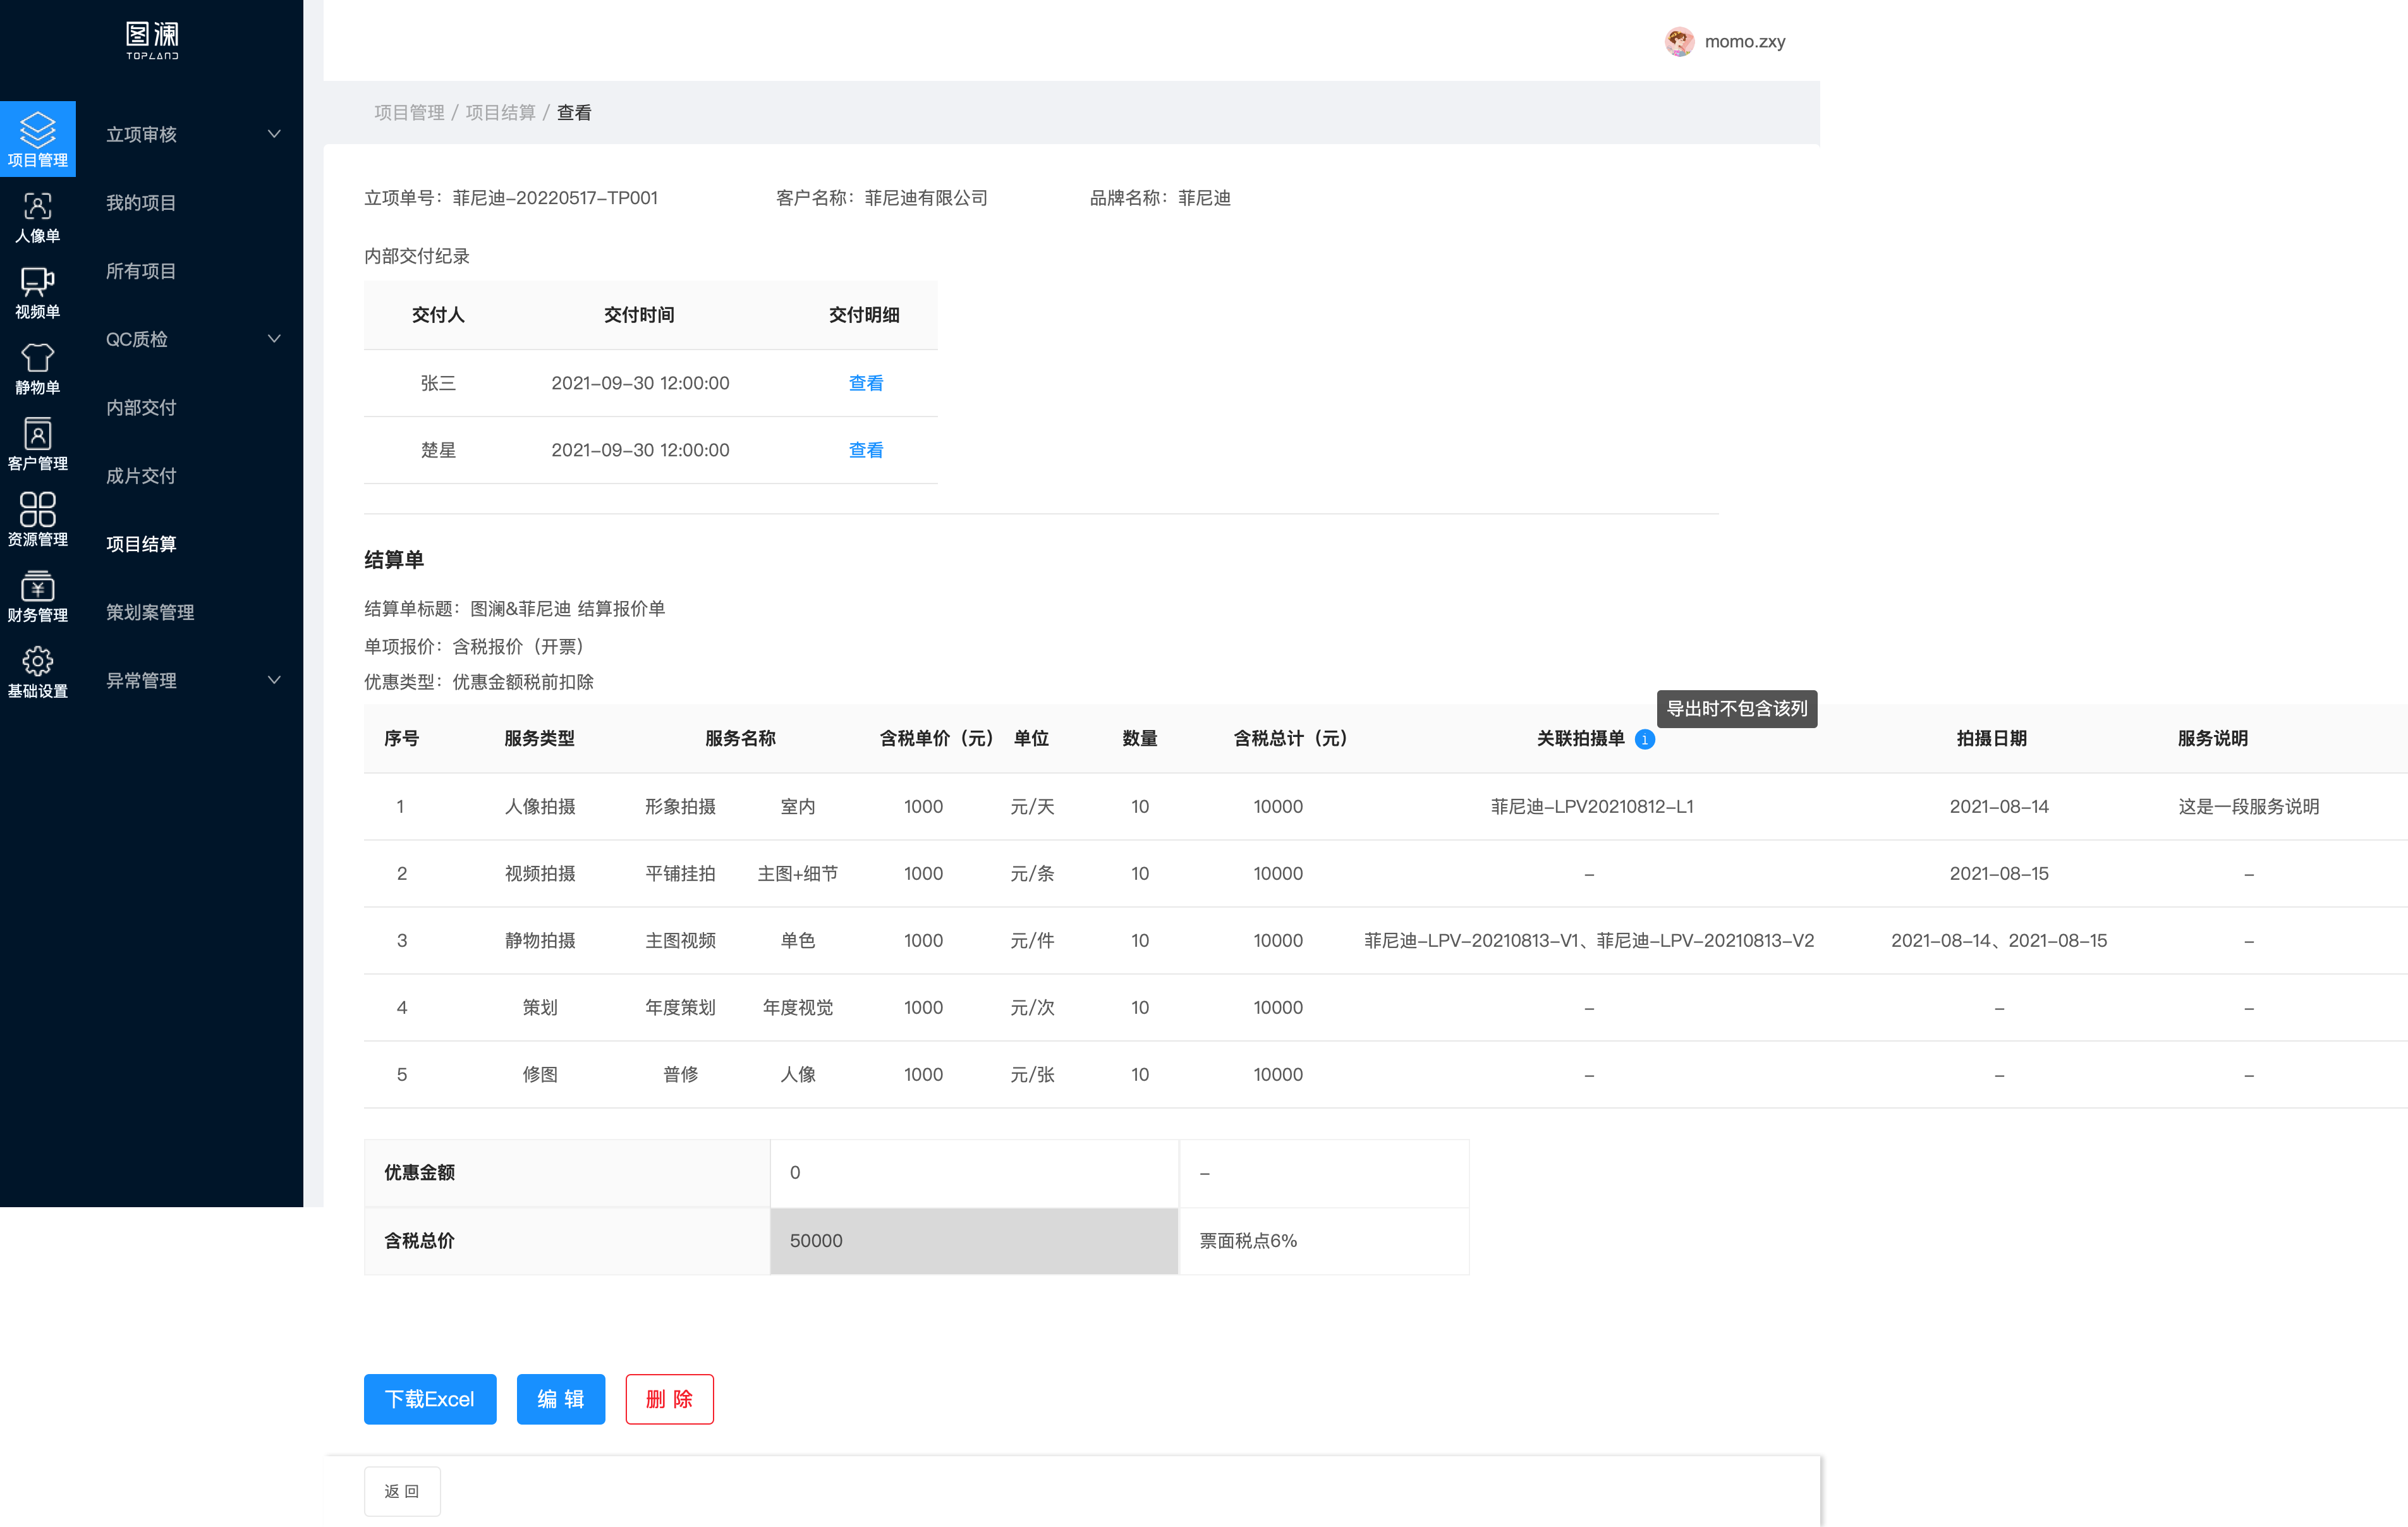 图澜
TOPLAND
momo.zxy
项目管理 / 项目结算 / 查看
项目管理
人像单
视频单
静物单
客户管理
资源管理
财务管理
基础设置
立项审核
我的项目
所有项目
QC质检
内部交付
成片交付
项目结算
策划案管理
异常管理
立项单号：菲尼迪-20220517-TP001 客户名称：菲尼迪有限公司 品牌名称：菲尼迪
内部交付纪录
交付人 交付时间 交付明细
张三 2021-09-30 12:00:00 查看
楚星 2021-09-30 12:00:00 查看
结算单
结算单标题：图澜&菲尼迪 结算报价单
单项报价：含税报价（开票）
优惠类型：优惠金额税前扣除
导出时不包含该列
序号 服务类型 服务名称 含税单价（元） 单位 数量 含税总计（元） 关联拍摄单 拍摄日期 服务说明
1 人像拍摄 形象拍摄 室内 1000 元/天 10 10000 菲尼迪-LPV20210812-L1 2021-08-14 这是一段服务说明
2 视频拍摄 平铺挂拍 主图+细节 1000 元/条 10 10000 - 2021-08-15 -
3 静物拍摄 主图视频 单色 1000 元/件 10 10000 菲尼迪-LPV-20210813-V1、菲尼迪-LPV-20210813-V2 2021-08-14、2021-08-15 -
4 策划 年度策划 年度视觉 1000 元/次 10 10000 - - -
5 修图 普修 人像 1000 元/张 10 10000 - - -
优惠金额 0 -
含税总价 50000 票面税点6%
下载Excel 编 辑 删 除
返 回